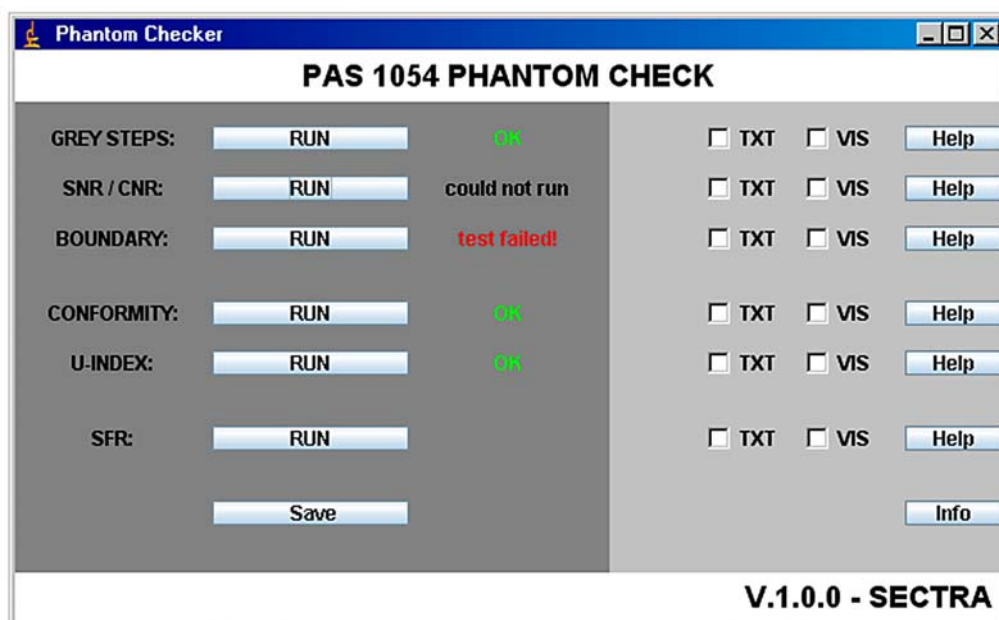 Phantom Checker
PAS 1054 PHANTOM CHECK
GREY STEPS: RUN OK TXT VIS Help
SNR / CNR: RUN could not run TXT VIS Help
BOUNDARY: RUN test failed! TXT VIS Help
CONFORMITY: RUN OK TXT VIS Help
U-INDEX: RUN OK TXT VIS Help
SFR: RUN TXT VIS Help
Save Info
V.1.0.0 - SECTRA